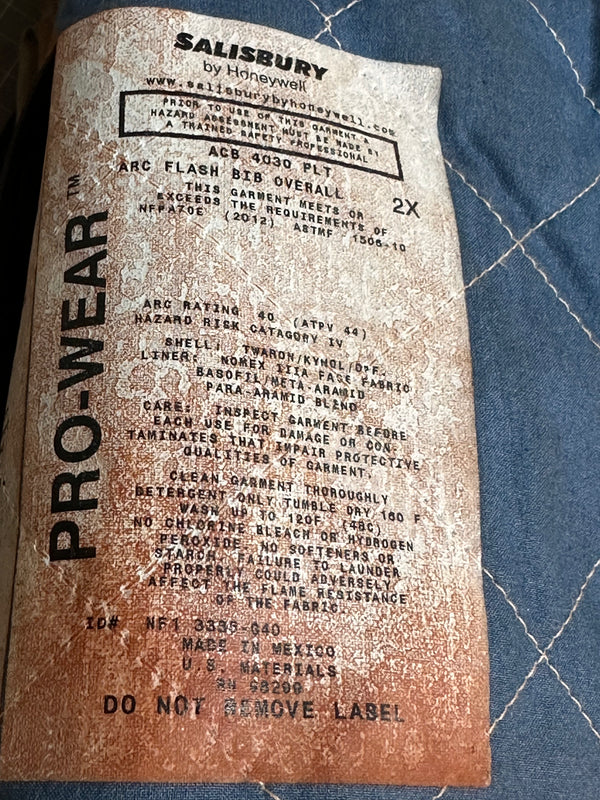 SALISBURY
by Honeywell
www.salisburybyhoneywell.com
PRIOR TO USE OF THIS GARMENT A
HAZARD ASSESSMENT MUST BE MADE BY
A TRAINED SAFETY PROFESSIONAL
ACB 4030 PLT
ARC FLASH BIB OVERALL
2X
THIS GARMENT MEETS OR
EXCEEDS THE REQUIREMENTS OF
NFPA70E (2012) ASTMF 1506-10
PRO-WEAR™
ARC RATING 40 (ATPV 44)
HAZARD RISK CATAGORY IV
SHELL: TWARON/KYNOL/O.P.F.
LINER: NOMEX IIIA FACE FABRIC
BASOFIL/META-ARAMID
PARA-ARAMID BLEND
CARE: INSPECT GARMENT BEFORE
EACH USE FOR DAMAGE OR CON-
TAMINATES THAT IMPAIR PROTECTIVE
QUALITIES OF GARMENT.
CLEAN GARMENT THOROUGHLY
DETERGENT ONLY TUMBLE DRY 160 F
WASH UP TO 120F (48C)
NO CHLORINE BLEACH OR HYDROGEN
PEROXIDE NO SOFTENERS OR
STARCH. FAILURE TO LAUNDER
PROPERLY COULD ADVERSELY
AFFECT THE FLAME RESISTANCE
OF THE FABRIC.
ID# NF1 G40
MADE IN MEXICO
U.S. MATERIALS
RN
DO NOT REMOVE LABEL